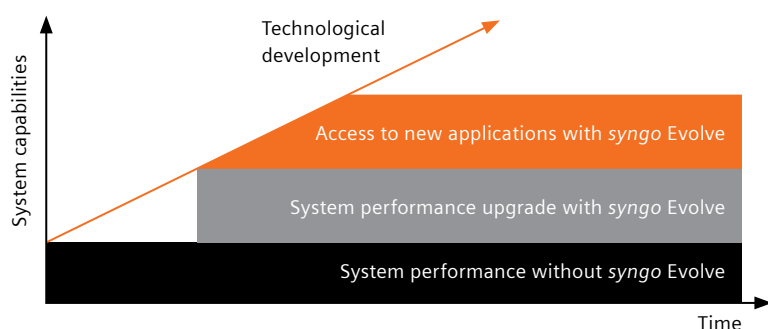 Technological
development
System capabilities
Access to new applications with syngo Evolve
System performance upgrade with syngo Evolve
System performance without syngo Evolve
Time